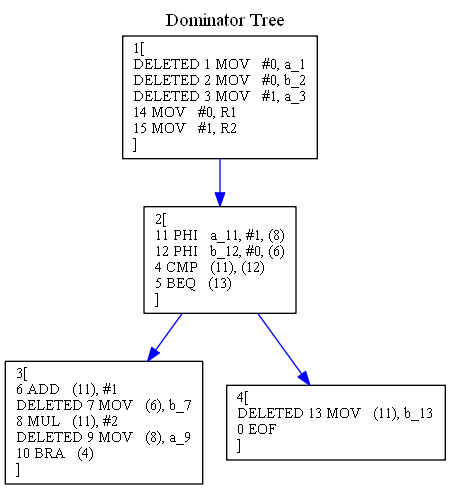 Dominator Tree
1[
DELETED 1 MOV #0, a_1
DELETED 2 MOV #0, b_2
DELETED 3 MOV #1, a_3
14 MOV #0, R1
15 MOV #1, R2
]
2[
11 PHI a_11, #1, (8)
12 PHI b_12, #0, (6)
4 CMP (11), (12)
5 BEQ (13)
]
3[
6 ADD (11), #1
DELETED 7 MOV (6), b_7
8 MUL (11), #2
DELETED 9 MOV (8), a_9
10 BRA (4)
]
4[
DELETED 13 MOV (11), b_13
0 EOF
]